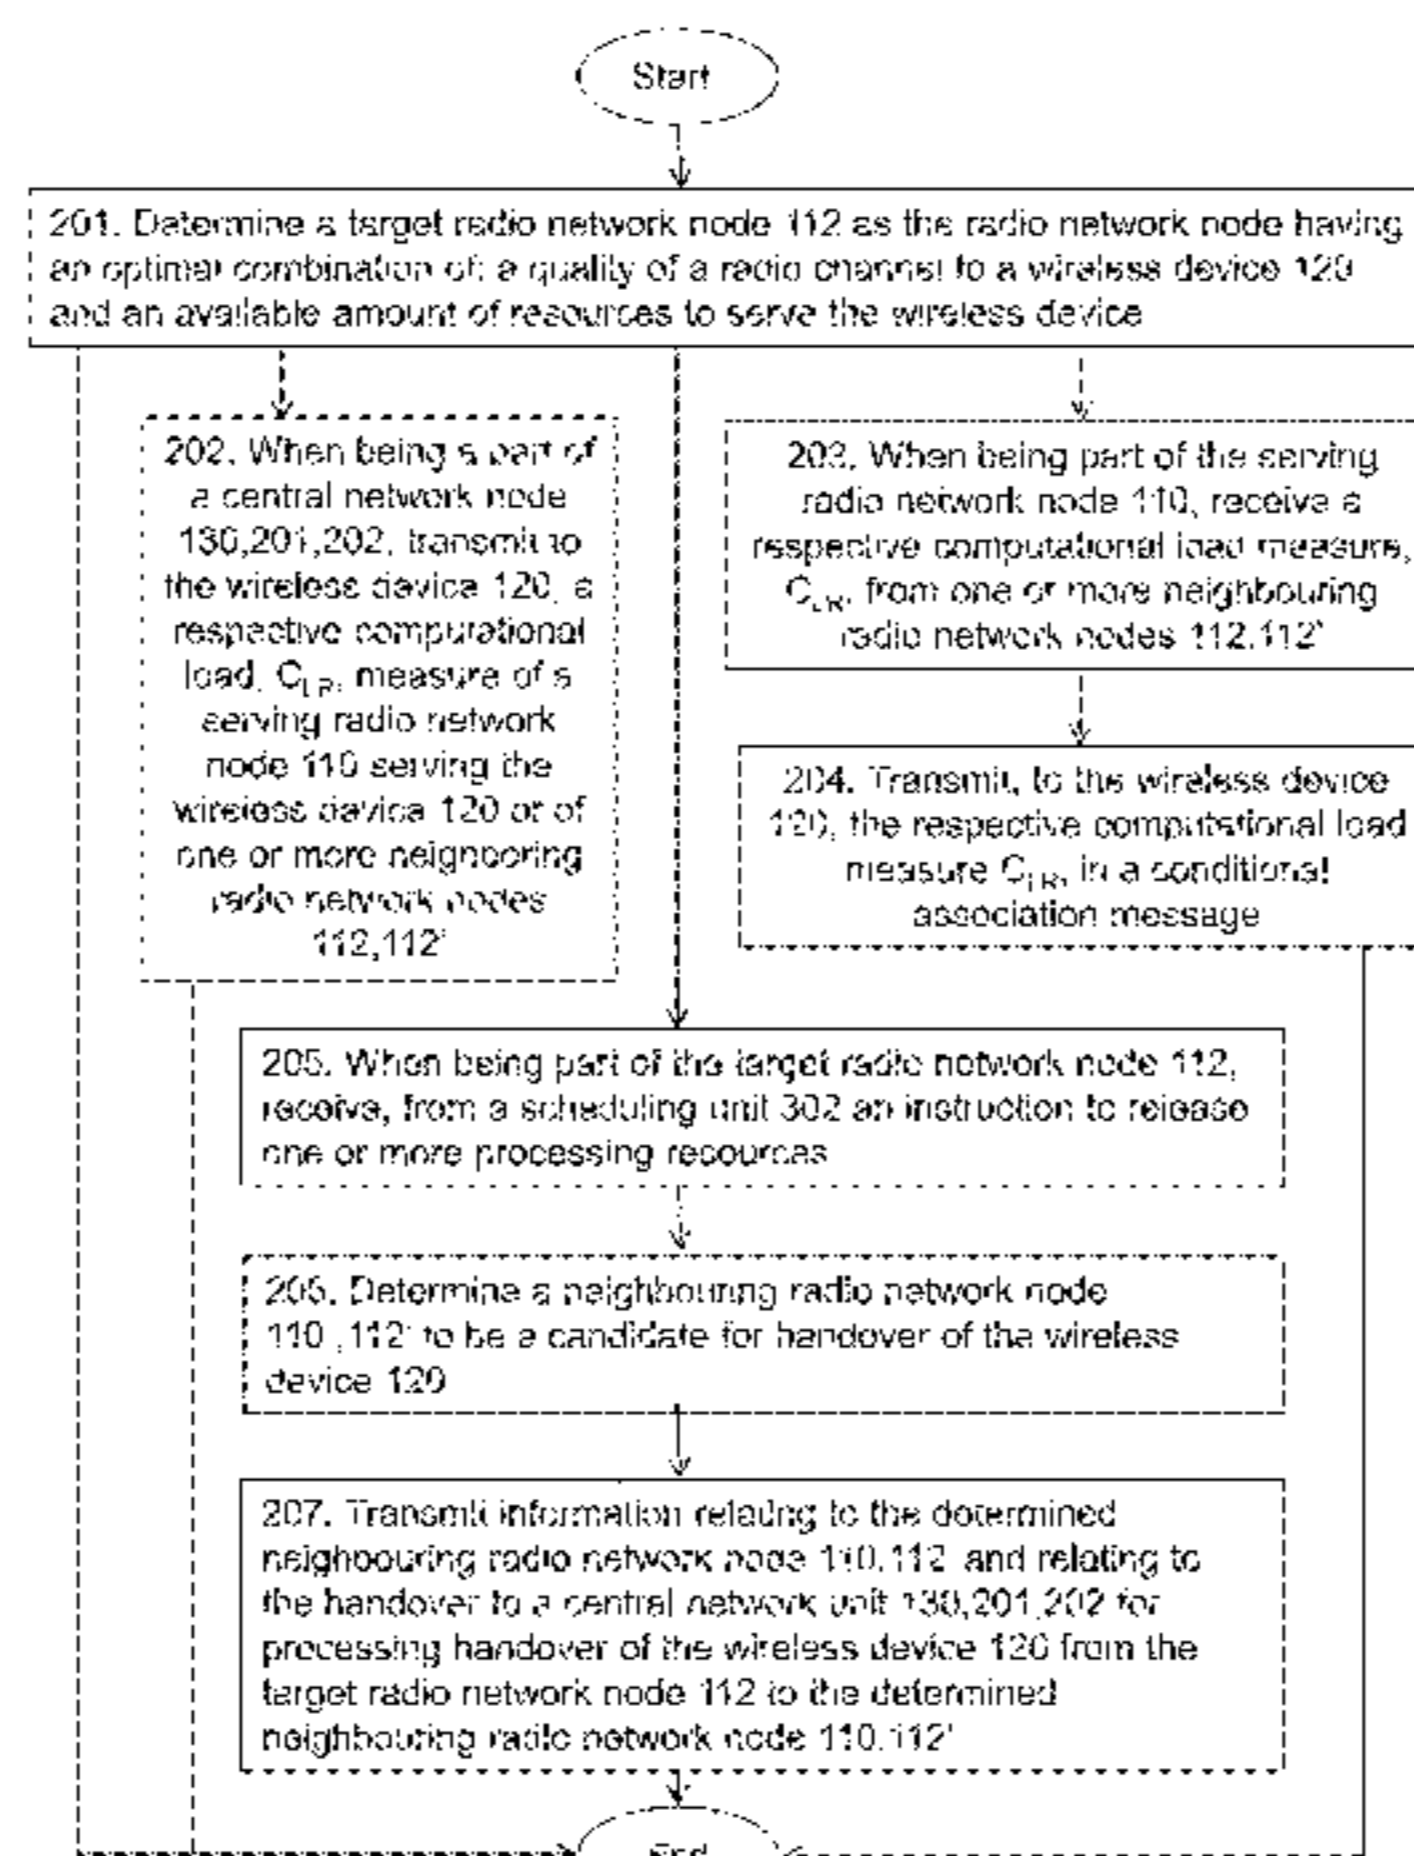 Start
201. Determine a target radio network node 112 as the radio network node having
an optimal combination of: a quality of a radio channel to a wireless device 120
and an available amount of resources to serve the wireless device
202. When being a part of
a central network node
130,201,202, transmit to
the wireless device 120, a
respective computational
load, C_LR, measure of a
serving radio network
node 110 serving the
wireless device 120 or of
one or more neighboring
radio network nodes
112,112'
203. When being part of the serving
radio network node 110, receive a
respective computational load measure,
C_LR, from one or more neighbouring
radio network nodes 112,112'
204. Transmit, to the wireless device
120, the respective computational load
measure C_LR, in a conditional
association message
205. When being part of the target radio network node 112,
receive, from a scheduling unit 302 an instruction to release
one or more processing resources
206. Determine a neighbouring radio network node
110 ,112' to be a candidate for handover of the wireless
device 120
207. Transmit information relating to the determined
neighbouring radio network node 110,112' and relating to
the handover to a central network unit 130,201,202 for
processing handover of the wireless device 120 from the
target radio network node 112 to the determined
neighbouring radio network node 110,112'
End